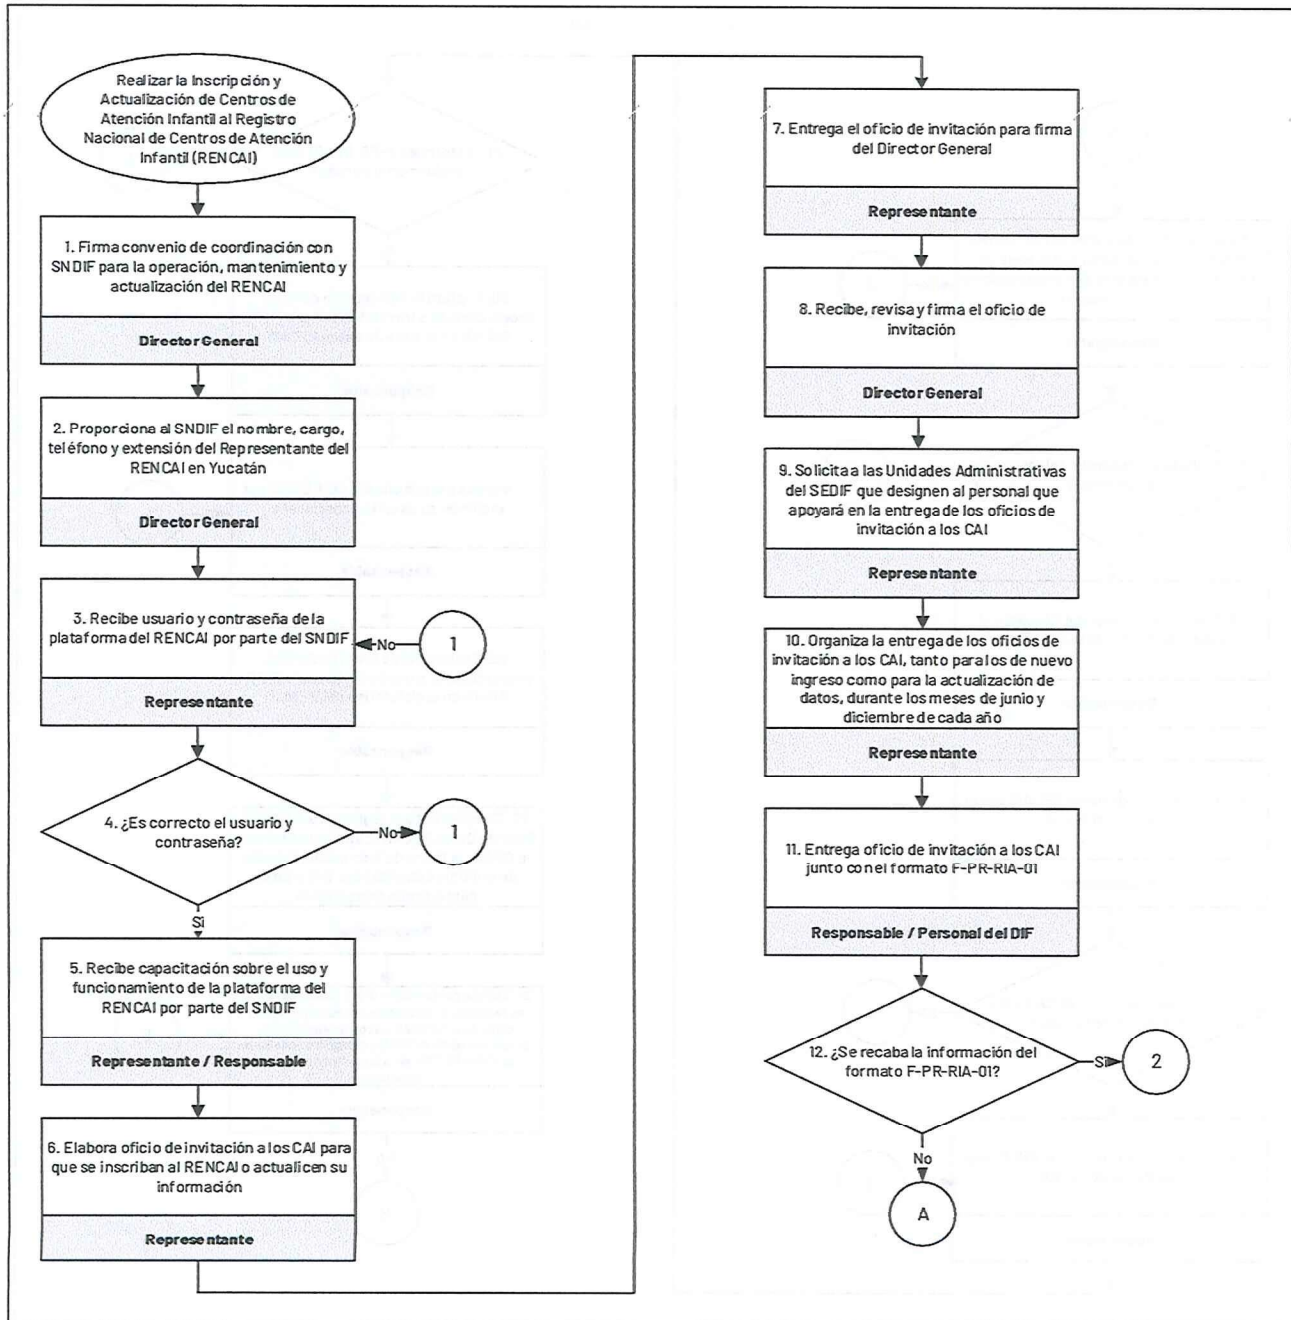 Realizar la Inscripción y
Actualización de Centros de
Atención Infantil al Registro
Nacional de Centros de Atención
Infantil (RENCAI)
1. Firma convenio de coordinación con
SNDIF para la operación, mantenimiento y
actualización del RENCAI
Director General
2. Proporciona al SNDIF el nombre, cargo,
teléfono y extensión del Representante del
RENCAI en Yucatán
Director General
3. Recibe usuario y contraseña de la
plataforma del RENCAI por parte del SNDIF
Representante
No
1
4. ¿Es correcto el usuario y
contraseña?
No
1
Sì
5. Recibe capacitación sobre el uso y
funcionamiento de la plataforma del
RENCAI por parte del SNDIF
Representante / Responsable
6. Elabora oficio de invitación a los CAI para
que se inscriban al RENCAI o actualicen su
información
Representante
7. Entrega el oficio de invitación para firma
del Director General
Representante
8. Recibe, revisa y firma el oficio de
invitación
Director General
9. Solicita a las Unidades Administrativas
del SEDIF que designen al personal que
apoyará en la entrega de los oficios de
invitación a los CAI
Representante
10. Organiza la entrega de los oficios de
invitación a los CAI, tanto para los de nuevo
ingreso como para la actualización de
datos, durante los meses de junio y
diciembre de cada año
Representante
11. Entrega oficio de invitación a los CAI
junto con el formato F-PR-RIA-01
Responsable / Personal del DIF
12. ¿Se recaba la información del
formato F-PR-RIA-01?
Sì
2
No
A